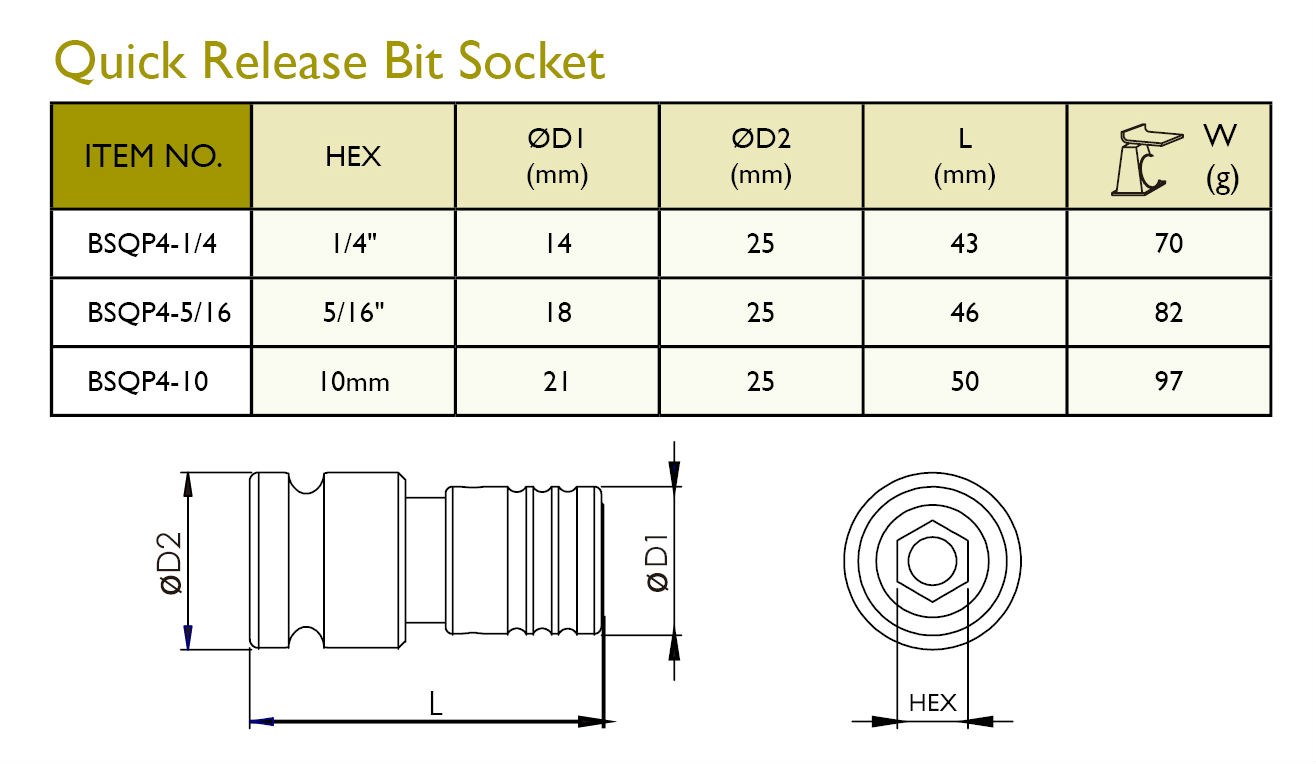 Quick Release Bit Socket
ITEM NO. HEX ØD1 (mm) ØD2 (mm) L (mm) W (g)
BSQP4-1/4 1/4" 14 25 43 70
BSQP4-5/16 5/16" 18 25 46 82
BSQP4-10 10mm 21 25 50 97
øD2
øD1
L
HEX